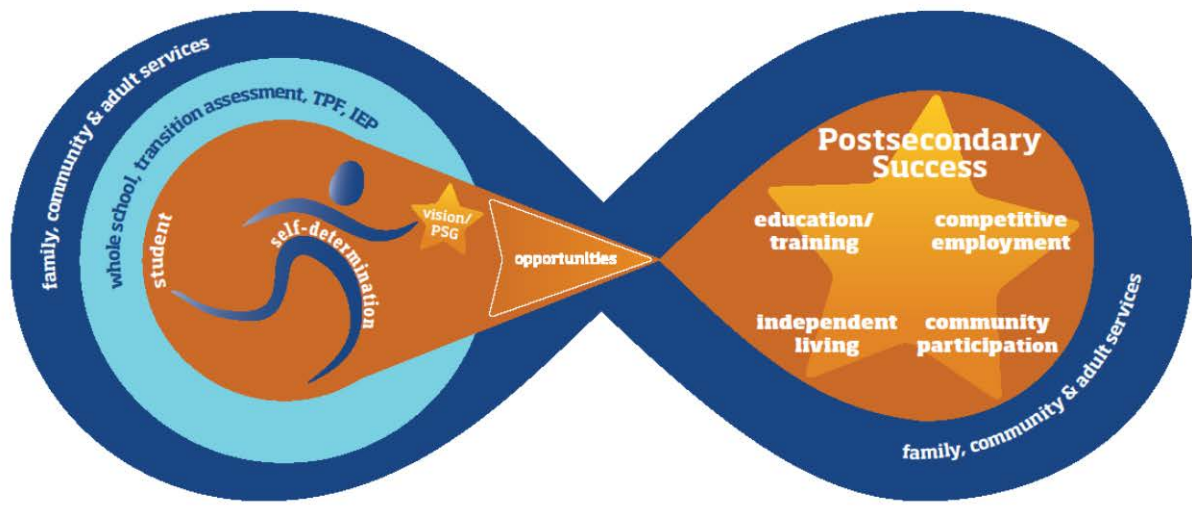 family, community & adult services
whole school, transition assessment, TPF, IEP
student
self-determination
vision/
PSG
opportunities
Postsecondary
Success
education/
training
competitive
employment
independent
living
community
participation
family, community & adult services